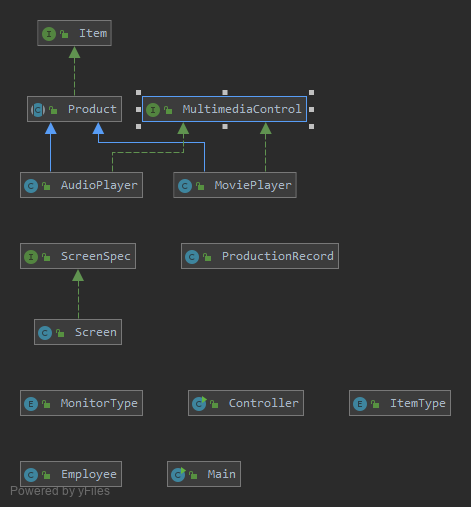 I Item
C Product
I MultimediaControl
C AudioPlayer
C MoviePlayer
I ScreenSpec
C ProductionRecord
C Screen
E MonitorType
C Controller
E ItemType
C Employee
C Main
Powered by yFiles